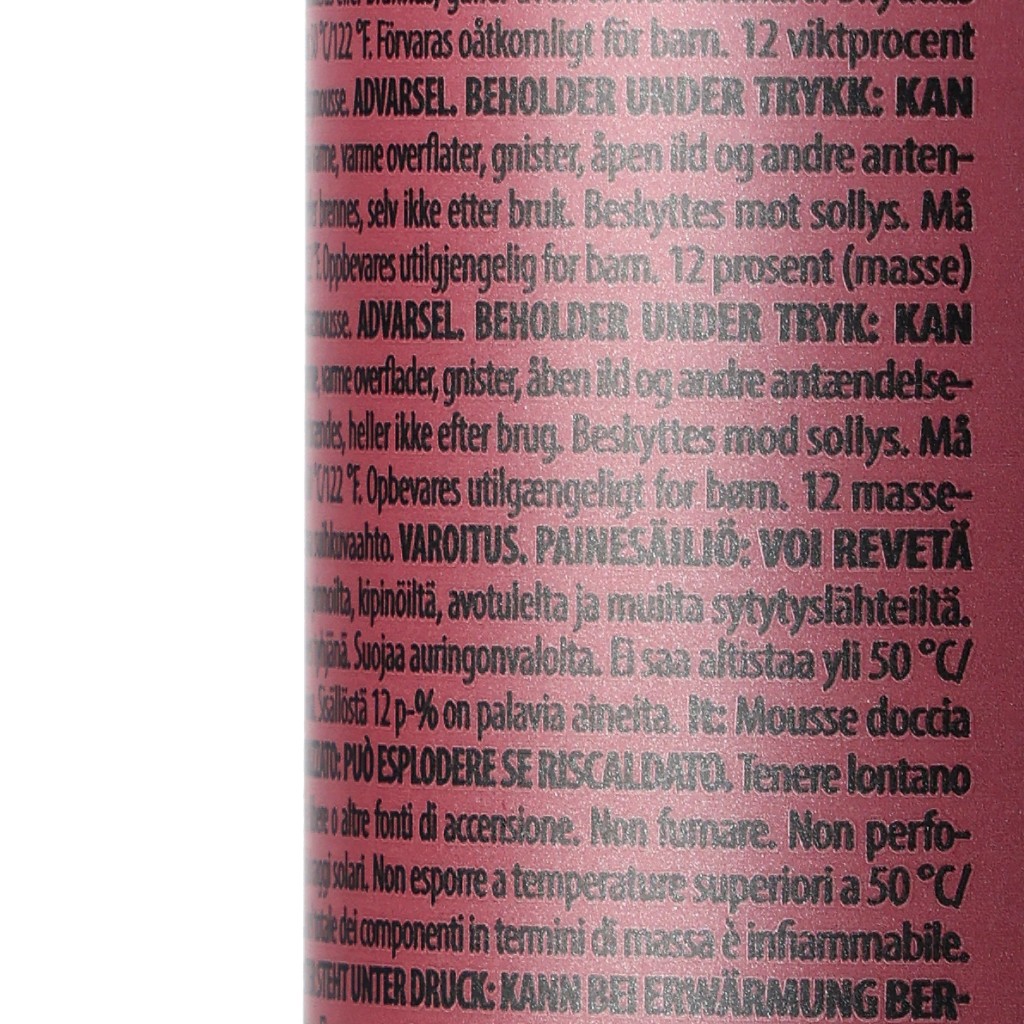 °C/122 °F. Förvaras oåtkomligt för barn. 12 viktprocent
ADVARSEL. BEHOLDER UNDER TRYKK: KAN
varme overflater, gnister, åpen ild og andre anten-
brennes, selv ikke etter bruk. Beskyttes mot sollys. Må
°F. Oppbevares utilgjengelig for barn. 12 prosent (masse)
ADVARSEL. BEHOLDER UNDER TRYK: KAN
varme overflader, gnister, åben ild og andre antændelse-
heller ikke efter brug. Beskyttes mod sollys. Må
°C/122 °F. Opbevares utilgængeligt for børn. 12 masse-
VAROITUS. PAINESÄILIÖ: VOI REVETÄ
kipinöiltä, avotulelta ja muilta sytytyslähteiltä.
Suojaa auringonvalolta. Ei saa altistaa yli 50 °C/
Sisällöstä 12 p-% on palavia aineita. It: Mousse doccia
PUÒ ESPLODERE SE RISCALDATO. Tenere lontano
o altre fonti di accensione. Non fumare. Non perfo-
solari. Non esporre a temperature superiori a 50 °C/
dei componenti in termini di massa è infiammabile.
STEHT UNTER DRUCK: KANN BEI ERWÄRMUNG BER-